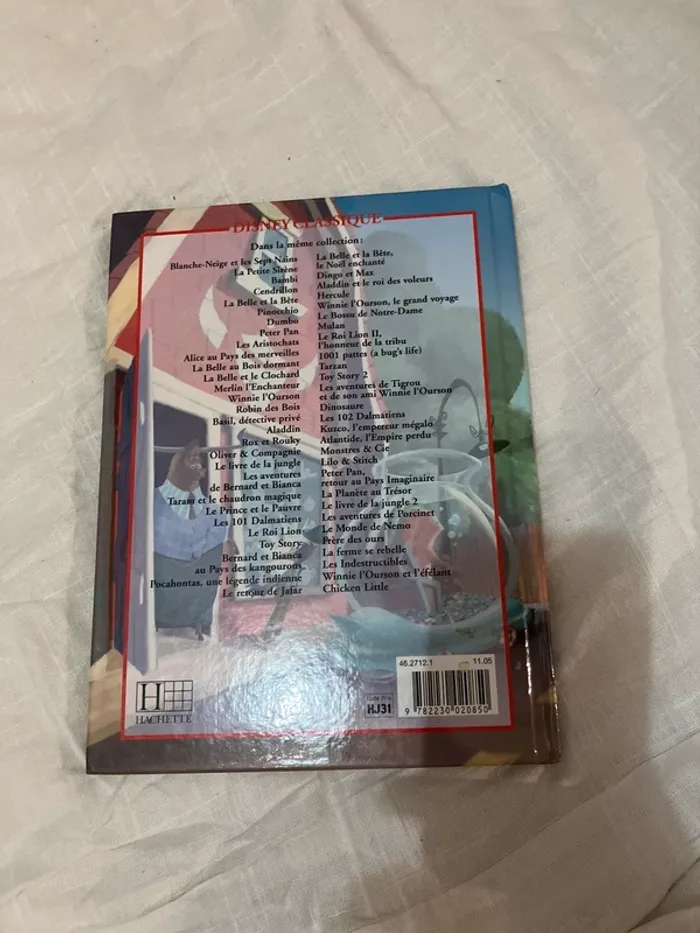 DISNEY CLASSIQUE
Dans la même collection :
Blanche-Neige et les Sept Nains
La Petite Sirène
Bambi
Cendrillon
La Belle et la Bête
Pinocchio
Dumbo
Peter Pan
Les Aristochats
Alice au Pays des merveilles
La Belle au Bois dormant
La Belle et le Clochard
Merlin l'Enchanteur
Winnie l'Ourson
Robin des Bois
Basil, détective privé
Aladdin
Rox et Rouky
Oliver & Compagnie
Le livre de la jungle
Les aventures
de Bernard et Bianca
Taram et le chaudron magique
Le Prince et le Pauvre
Les 101 Dalmatiens
Le Roi Lion
Toy Story
Bernard et Bianca
au Pays des kangourous
Pocahontas, une légende indienne
Le retour de Jafar
La Belle et la Bête,
le Noël enchanté
Dingo et Max
Aladdin et le roi des voleurs
Hercule
Winnie l'Ourson, le grand voyage
Le Bossu de Notre-Dame
Mulan
Le Roi Lion II,
l'honneur de la tribu
1001 pattes (a bug's life)
Tarzan
Toy Story 2
Les aventures de Tigrou
et de son ami Winnie l'Ourson
Dinosaure
Les 102 Dalmatiens
Kuzco, l'empereur mégalo
Atlantide, l'Empire perdu
Monstres & Cie
Lilo & Stitch
Peter Pan,
retour au Pays Imaginaire
La Planète au Trésor
Le livre de la jungle 2
Les aventures de Porcinet
Le Monde de Nemo
Frère des ours
La ferme se rebelle
Les Indestructibles
Winnie l'Ourson et l'éfélant
Chicken Little
H
HACHETTE
HJ31
46.2712.1 11.05
9 782230 020850